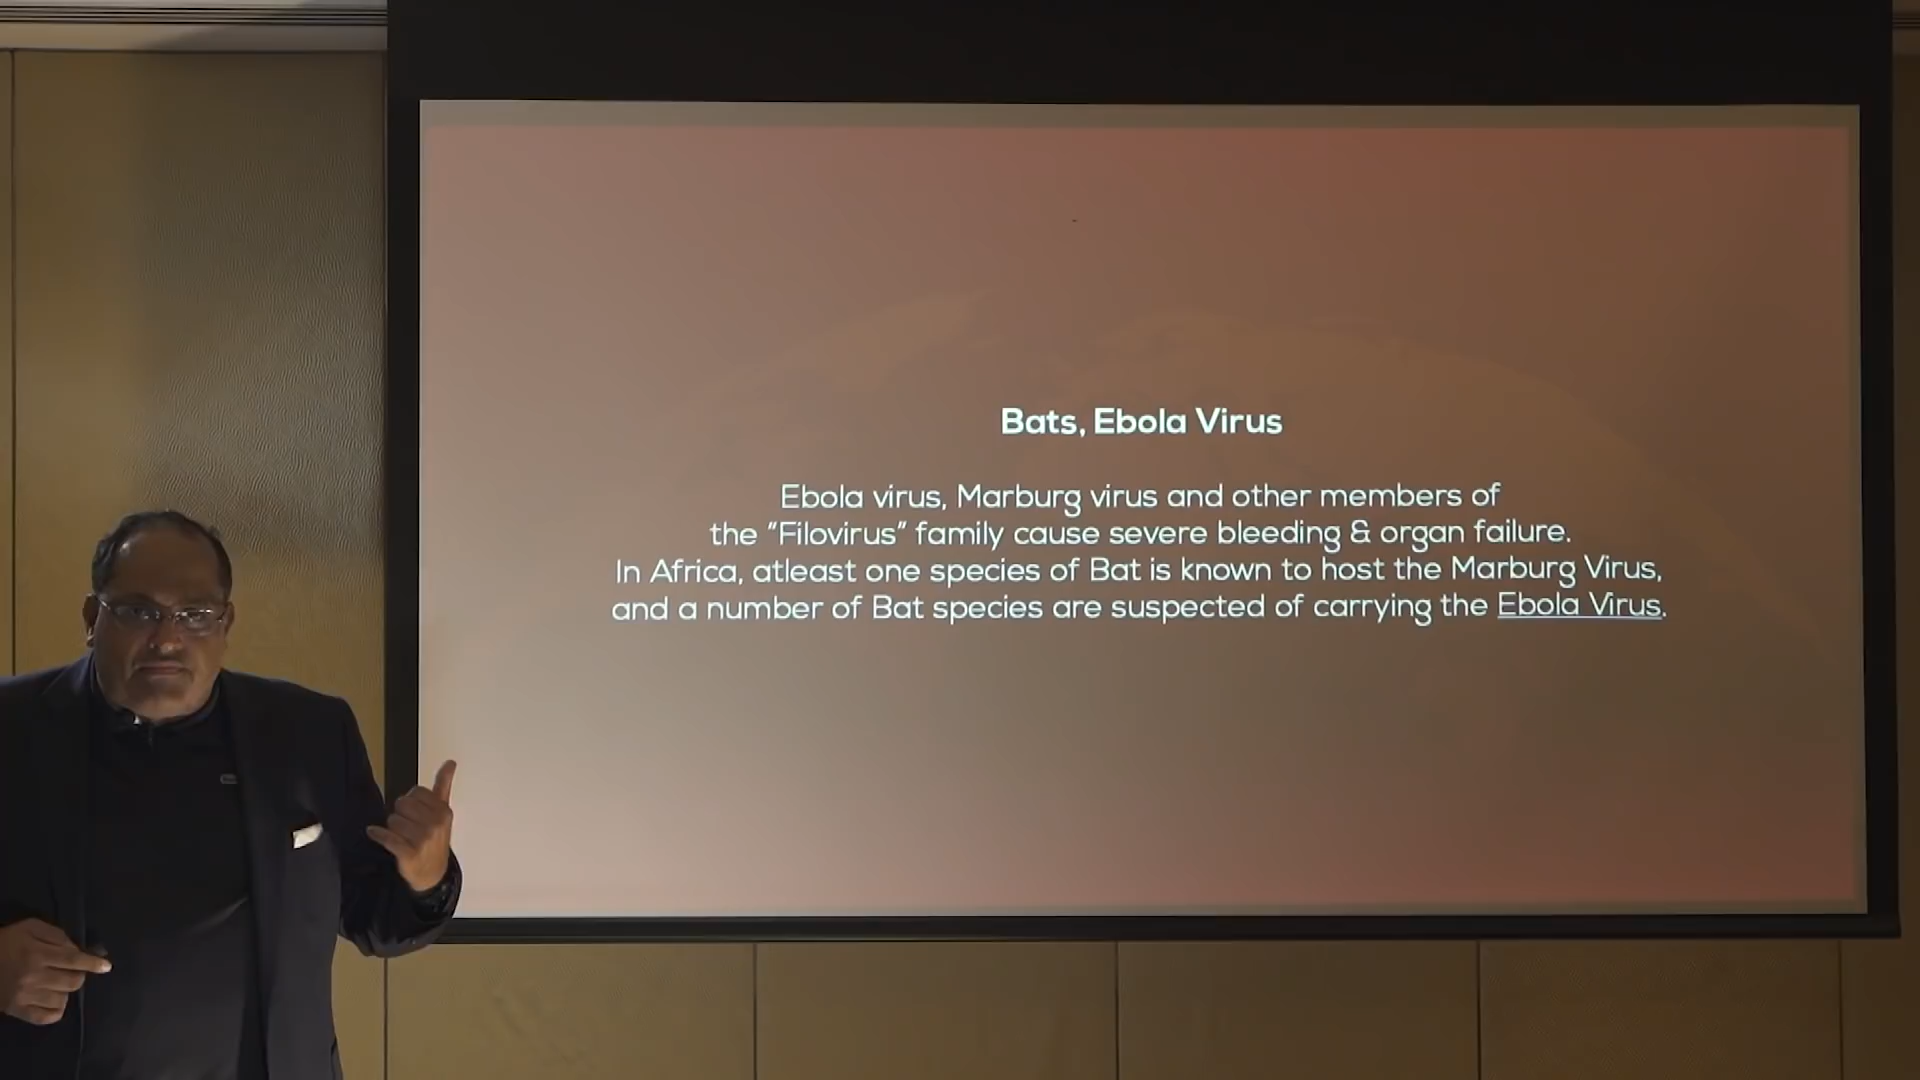 Bats, Ebola Virus
Ebola virus, Marburg virus and other members of
the "Filovirus" family cause severe bleeding & organ failure.
In Africa, atleast one species of Bat is known to host the Marburg Virus,
and a number of Bat species are suspected of carrying the Ebola Virus.